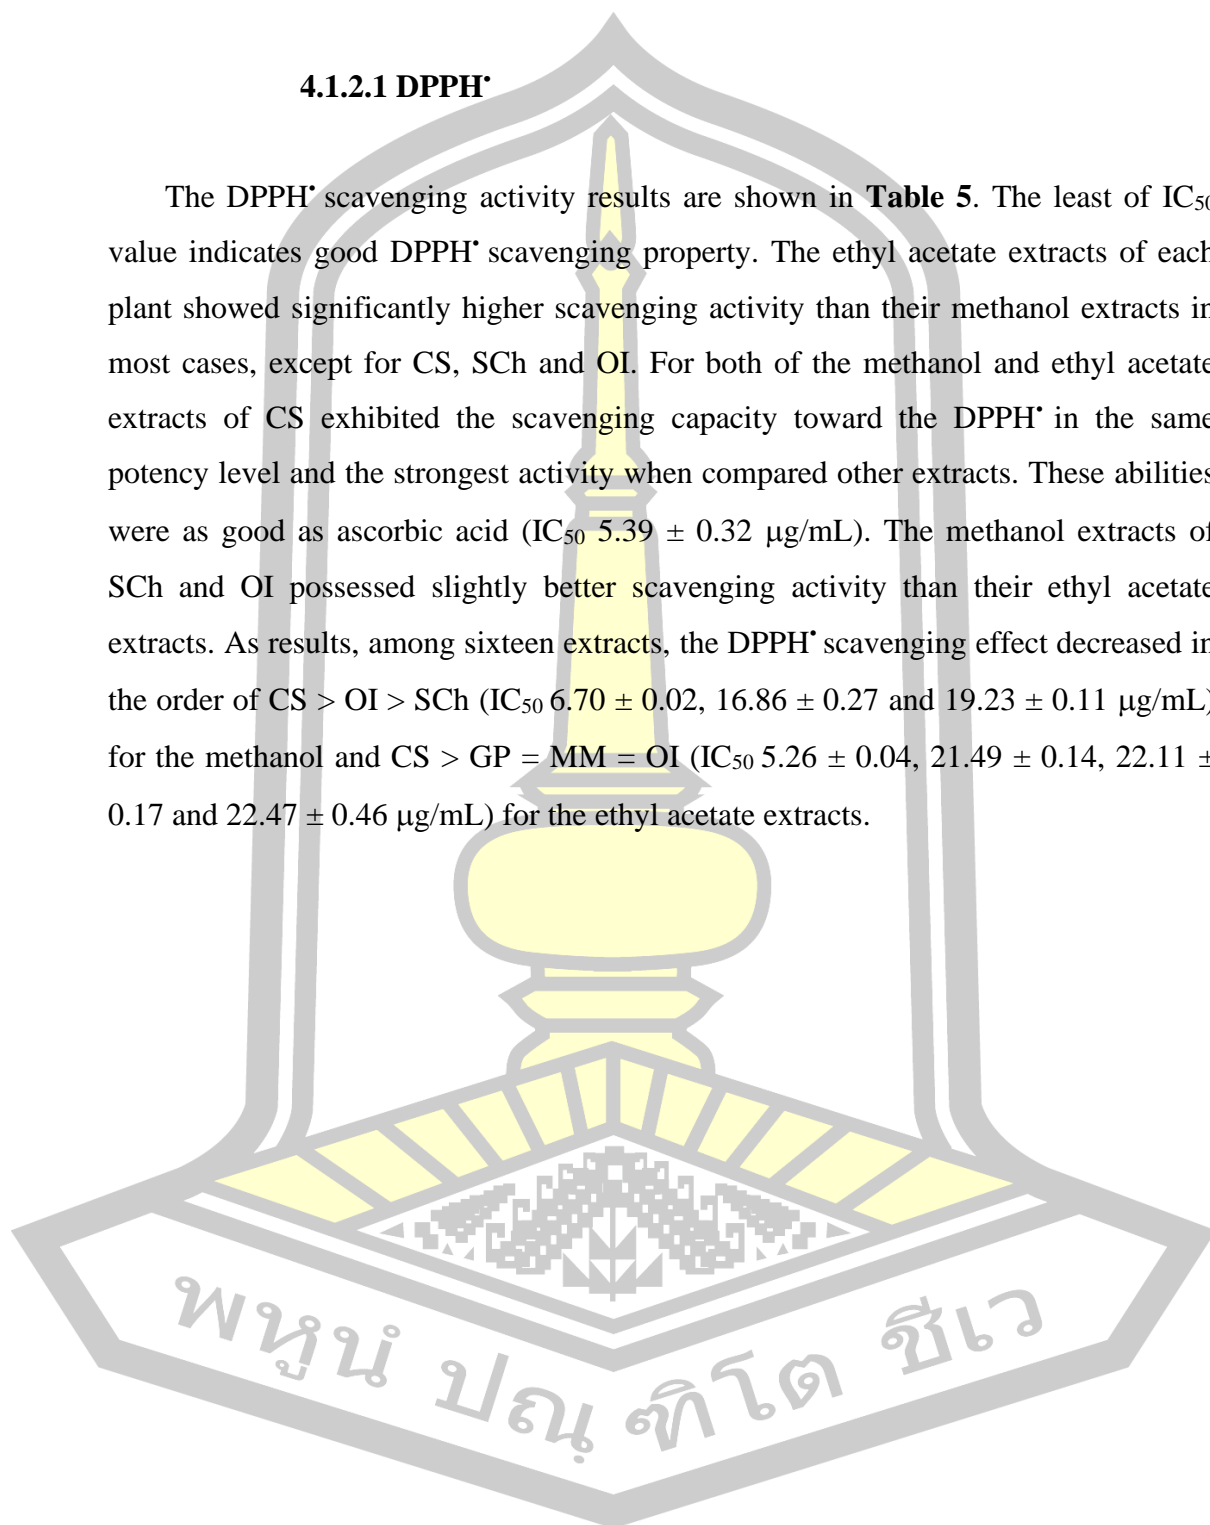 4.1.2.1 DPPH•
The DPPH• scavenging activity results are shown in Table 5. The least of IC50
value indicates good DPPH• scavenging property. The ethyl acetate extracts of each
plant showed significantly higher scavenging activity than their methanol extracts in
most cases, except for CS, SCh and OI. For both of the methanol and ethyl acetate
extracts of CS exhibited the scavenging capacity toward the DPPH• in the same
potency level and the strongest activity when compared other extracts. These abilities
were as good as ascorbic acid (IC50 5.39 ± 0.32 μg/mL). The methanol extracts of
SCh and OI possessed slightly better scavenging activity than their ethyl acetate
extracts. As results, among sixteen extracts, the DPPH• scavenging effect decreased in
the order of CS > OI > SCh (IC50 6.70 ± 0.02, 16.86 ± 0.27 and 19.23 ± 0.11 μg/mL)
for the methanol and CS > GP = MM = OI (IC50 5.26 ± 0.04, 21.49 ± 0.14, 22.11 ±
0.17 and 22.47 ± 0.46 μg/mL) for the ethyl acetate extracts.
พหูนํ ปณฺ ฑิโต ชีเว